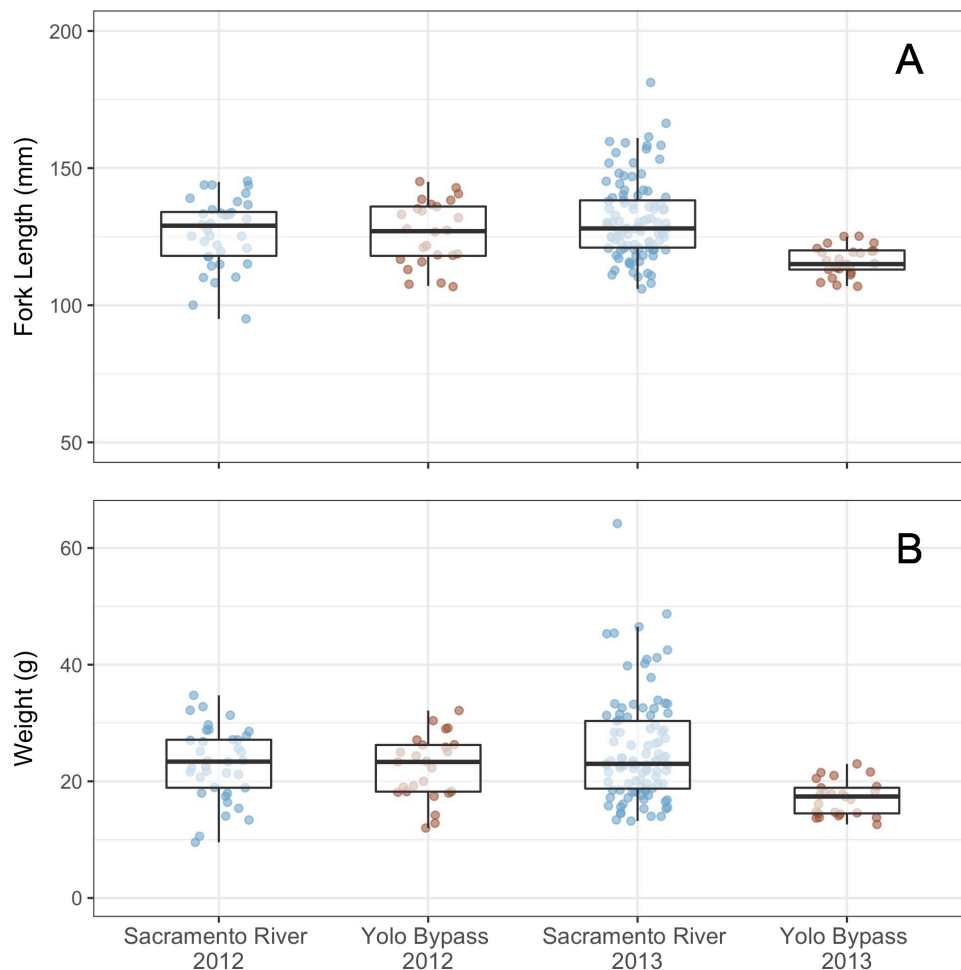 A
Fork Length (mm)
200
150
100
50
B
Weight (g)
60
40
20
0
Sacramento River
2012
Yolo Bypass
2012
Sacramento River
2013
Yolo Bypass
2013